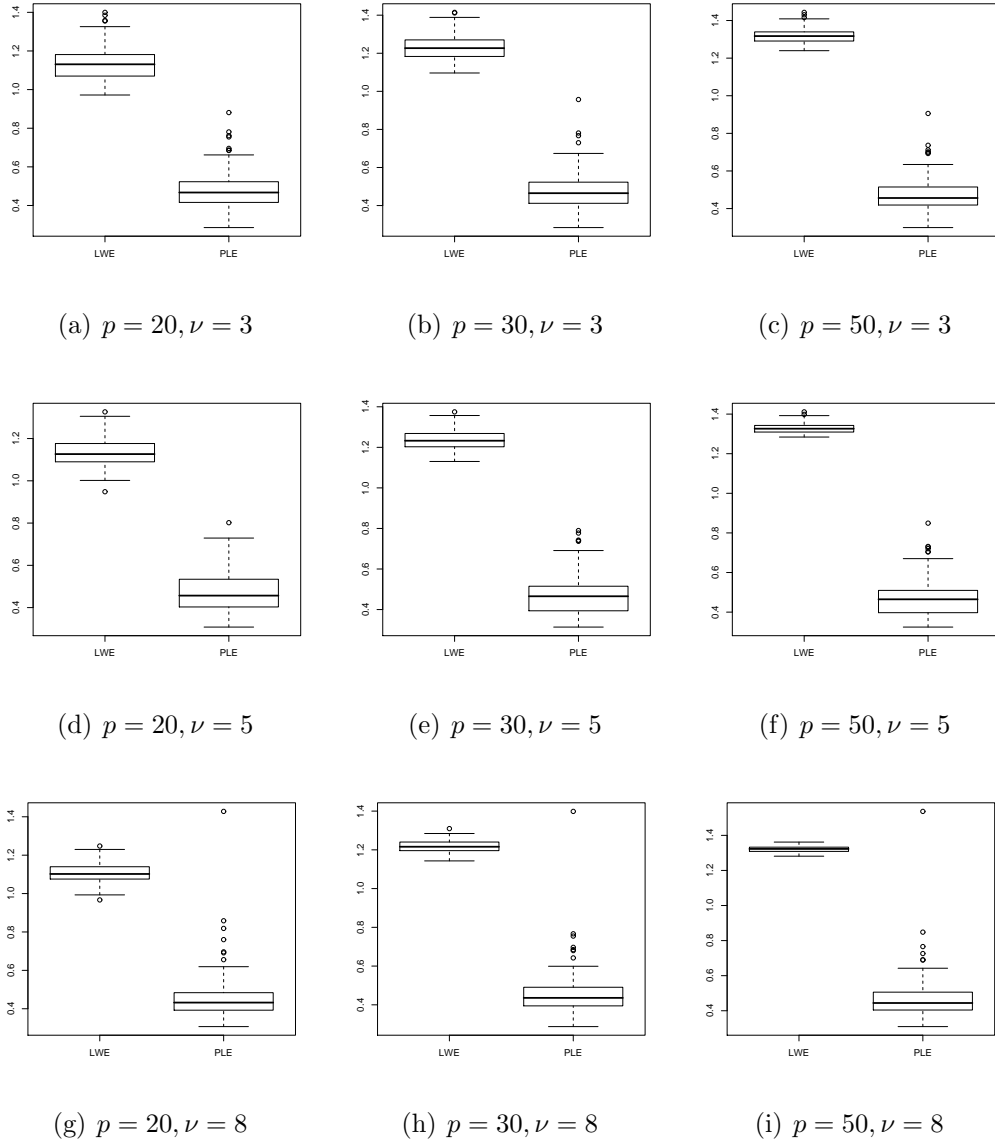 1.4
1.2
1.0
0.8
0.6
0.4
LWE
PLE
(a) p = 20, ν = 3
1.4
1.2
1.0
0.8
0.6
0.4
LWE
PLE
(b) p = 30, ν = 3
1.4
1.2
1.0
0.8
0.6
0.4
LWE
PLE
(c) p = 50, ν = 3
1.2
1.0
0.8
0.6
0.4
LWE
PLE
(d) p = 20, ν = 5
1.4
1.2
1.0
0.8
0.6
0.4
LWE
PLE
(e) p = 30, ν = 5
1.4
1.2
1.0
0.8
0.6
0.4
LWE
PLE
(f) p = 50, ν = 5
1.4
1.2
1.0
0.8
0.6
0.4
LWE
PLE
(g) p = 20, ν = 8
1.4
1.2
1.0
0.8
0.6
0.4
LWE
PLE
(h) p = 30, ν = 8
1.4
1.2
1.0
0.8
0.6
0.4
LWE
PLE
(i) p = 50, ν = 8